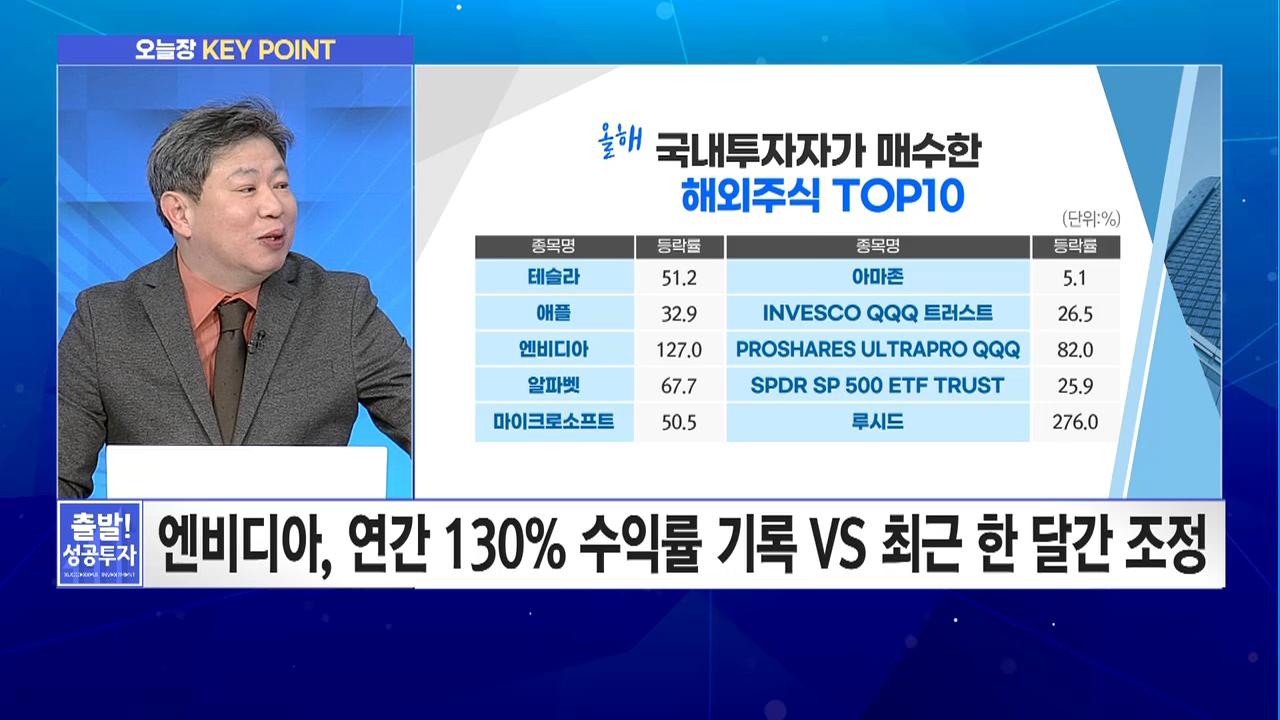 오늘장 KEY POINT
올해 국내투자자가 매수한
해외주식 TOP10
(단위:%)
종목명 등락률 종목명 등락률
테슬라 51.2 아마존 5.1
애플 32.9 INVESCO QQQ 트러스트 26.5
엔비디아 127.0 PROSHARES ULTRAPRO QQQ 82.0
알파벳 67.7 SPDR SP 500 ETF TRUST 25.9
마이크로소프트 50.5 루시드 276.0
출발!
성공투자
SUCCESSFUL INVESTMENT
엔비디아, 연간 130% 수익률 기록 VS 최근 한 달간 조정